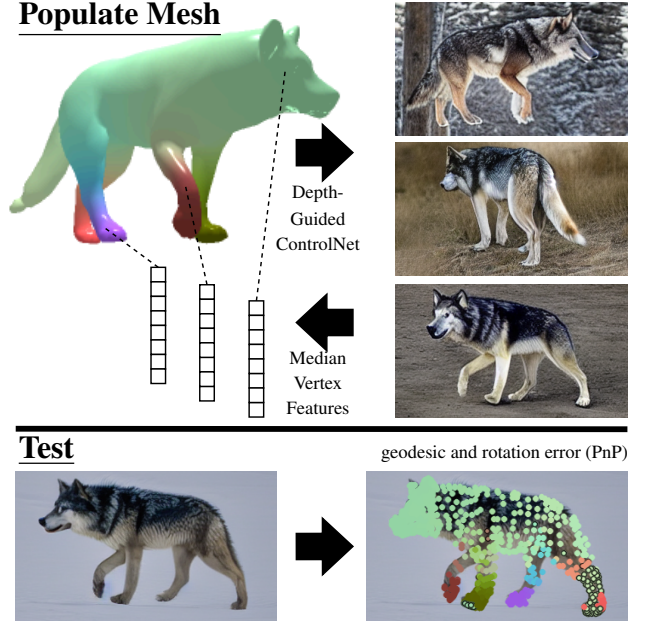 Populate Mesh
Depth-
Guided
ControlNet
Median
Vertex
Features
Test
geodesic and rotation error (PnP)